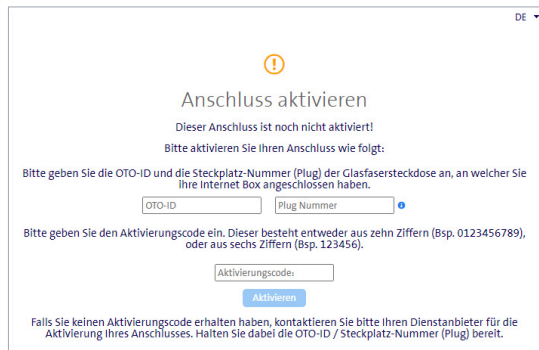 DE
Anschluss aktivieren
Dieser Anschluss ist noch nicht aktiviert!
Bitte aktivieren Sie Ihren Anschluss wie folgt:
Bitte geben Sie die OTO-ID und die Steckplatz-Nummer (Plug) der Glasfasersteckdose an, an welcher Sie
ihre Internet Box angeschlossen haben.
OTO-ID Plug Nummer
Bitte geben Sie den Aktivierungscode ein. Dieser besteht entweder aus zehn Ziffern (Bsp. 0123456789),
oder aus sechs Ziffern (Bsp. 123456).
Aktivierungscode:
Aktivieren
Falls Sie keinen Aktivierungscode erhalten haben, kontaktieren Sie bitte Ihren Dienstanbieter für die
Aktivierung Ihres Anschlusses. Halten Sie dabei die OTO-ID / Steckplatz-Nummer (Plug) bereit.